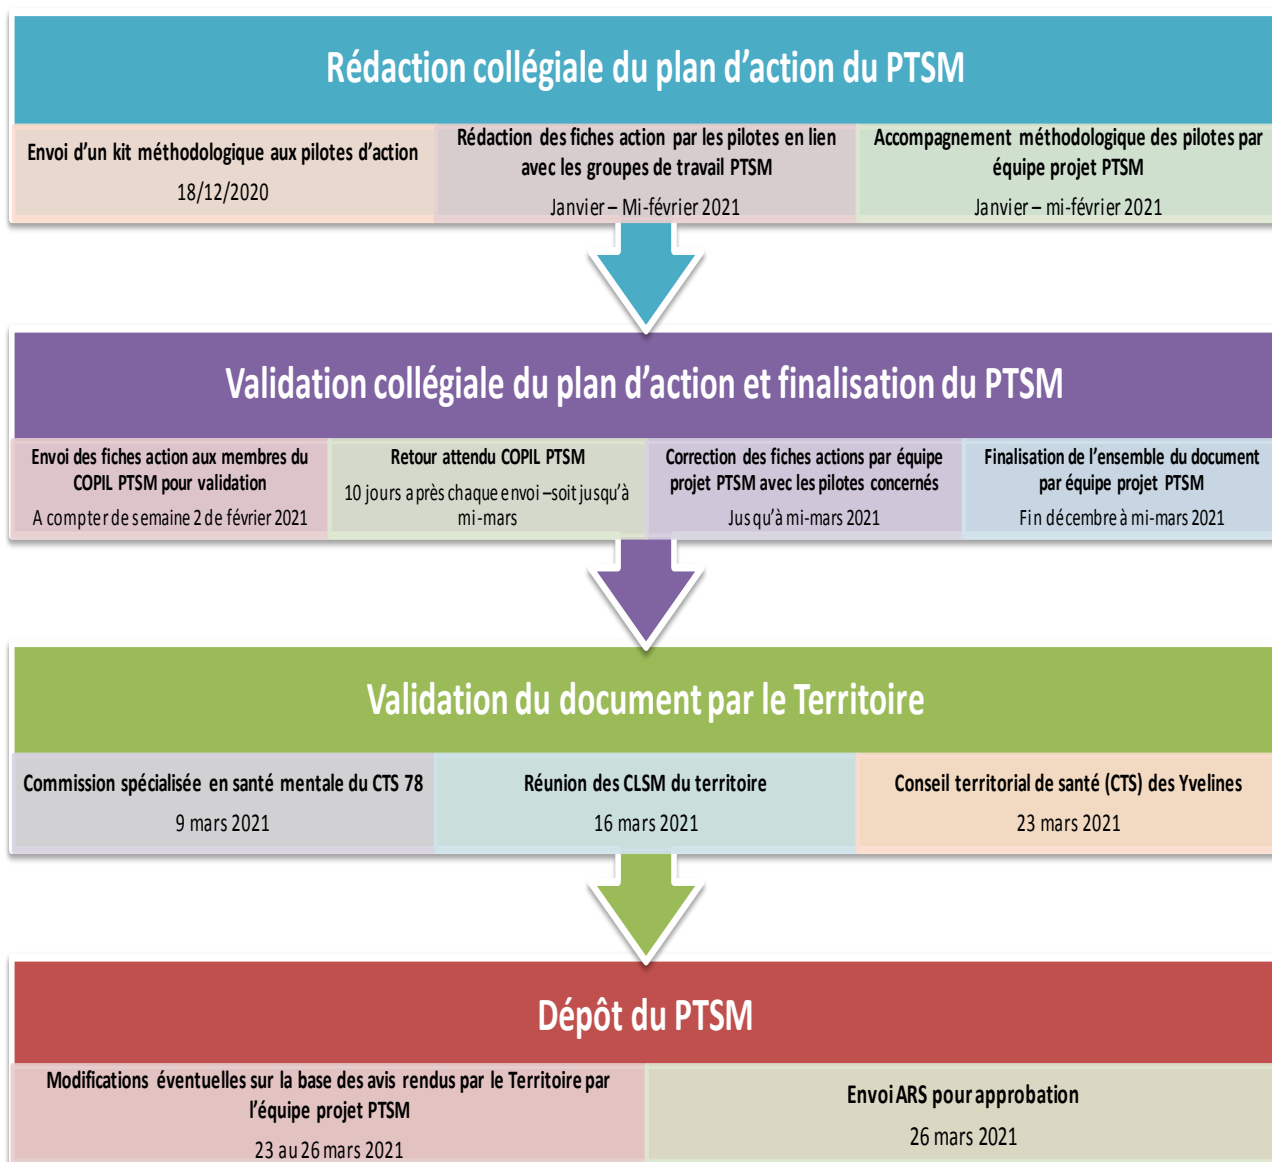 Rédaction collégiale du plan d'action du PTSM
Envoi d'un kit méthodologique aux pilotes d'action
18/12/2020
Rédaction des fiches action par les pilotes en lien
avec les groupes de travail PTSM
Janvier – Mi-février 2021
Accompagnement méthodologique des pilotes par
équipe projet PTSM
Janvier – mi-février 2021
Validation collégiale du plan d'action et finalisation du PTSM
Envoi des fiches action aux membres du
COPIL PTSM pour validation
A compter de semaine 2 de février 2021
Retour attendu COPIL PTSM
10 jours après chaque envoi –soit jusqu'à
mi-mars
Correction des fiches actions par équipe
projet PTSM avec les pilotes concernés
Jusqu'à mi-mars 2021
Finalisation de l'ensemble du document
par équipe projet PTSM
Fin décembre à mi-mars 2021
Validation du document par le Territoire
Commission spécialisée en santé mentale du CTS 78
9 mars 2021
Réunion des CLSM du territoire
16 mars 2021
Conseil territorial de santé (CTS) des Yvelines
23 mars 2021
Dépôt du PTSM
Modifications éventuelles sur la base des avis rendus par le Territoire par
l'équipe projet PTSM
23 au 26 mars 2021
Envoi ARS pour approbation
26 mars 2021